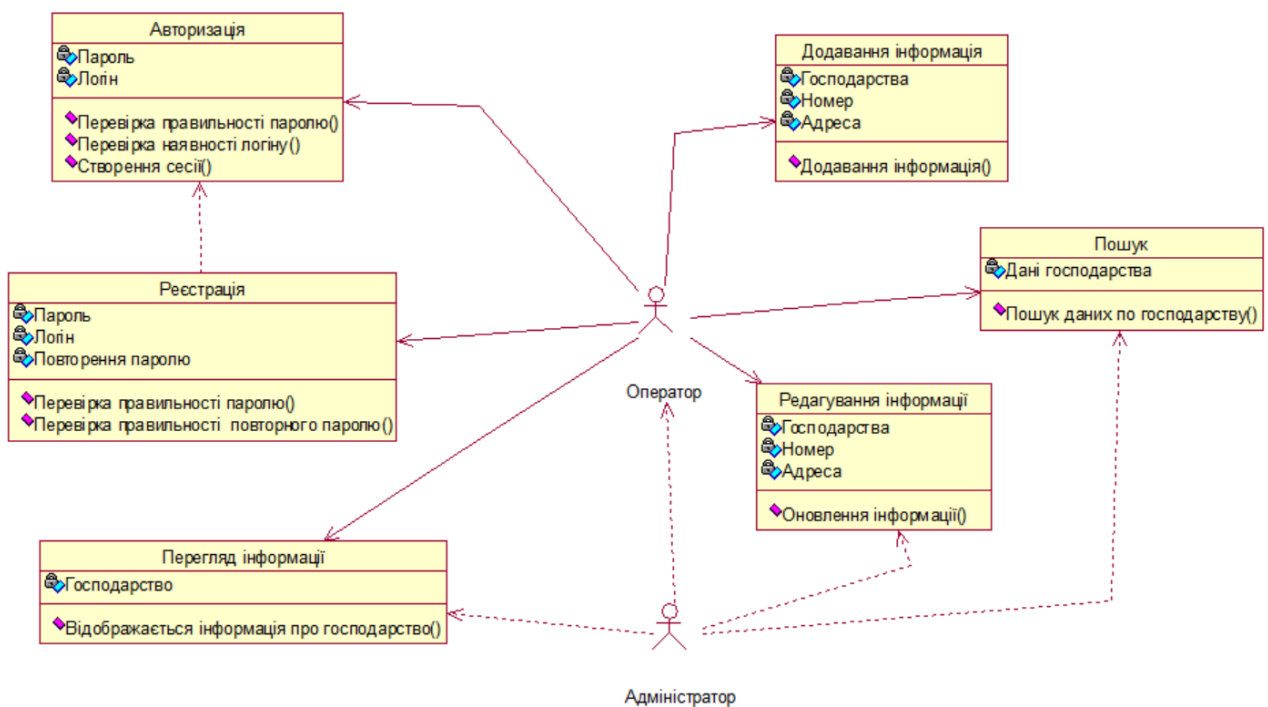 Авторизація
Пароль
Логін
Перевірка правильності паролю()
Перевірка наявності логіну()
Створення сесії()
Додавання інформація
Господарства
Номер
Адреса
Додавання інформація()
Пошук
Дані господарства
Пошук даних по господарству()
Реєстрація
Пароль
Логін
Повторення паролю
Перевірка правильності паролю()
Перевірка правильності повторного паролю()
Оператор
Редагування інформації
Господарства
Номер
Адреса
Оновлення інформації()
Перегляд інформації
Господарство
Відображається інформація про господарство()
Адміністратор